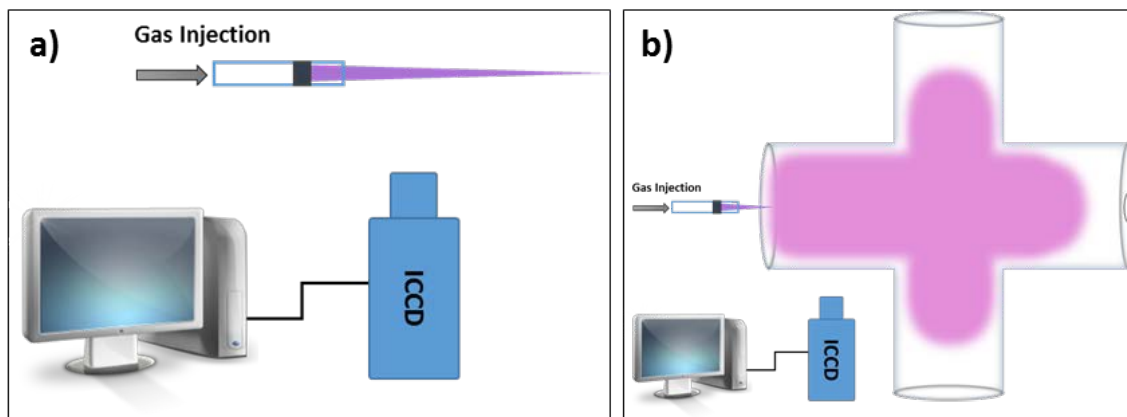 a)
Gas Injection
ICCD
b)
Gas Injection
ICCD